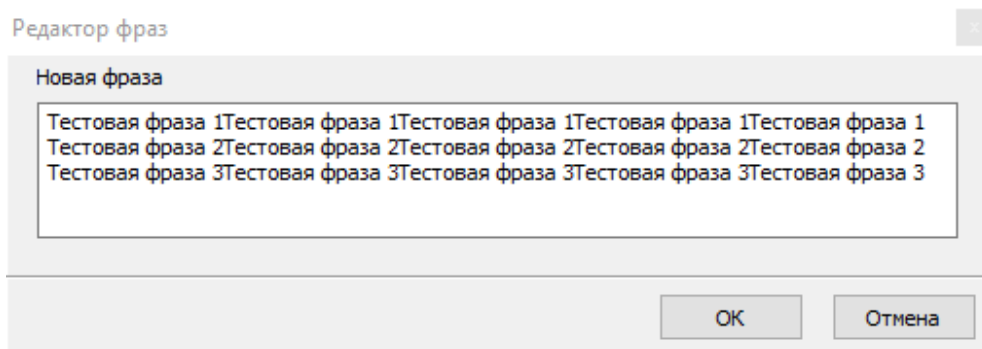 Редактор фраз
x
Новая фраза
Тестовая фраза 1Тестовая фраза 1Тестовая фраза 1Тестовая фраза 1Тестовая фраза 1
Тестовая фраза 2Тестовая фраза 2Тестовая фраза 2Тестовая фраза 2Тестовая фраза 2
Тестовая фраза 3Тестовая фраза 3Тестовая фраза 3Тестовая фраза 3Тестовая фраза 3
ОК
Отмена